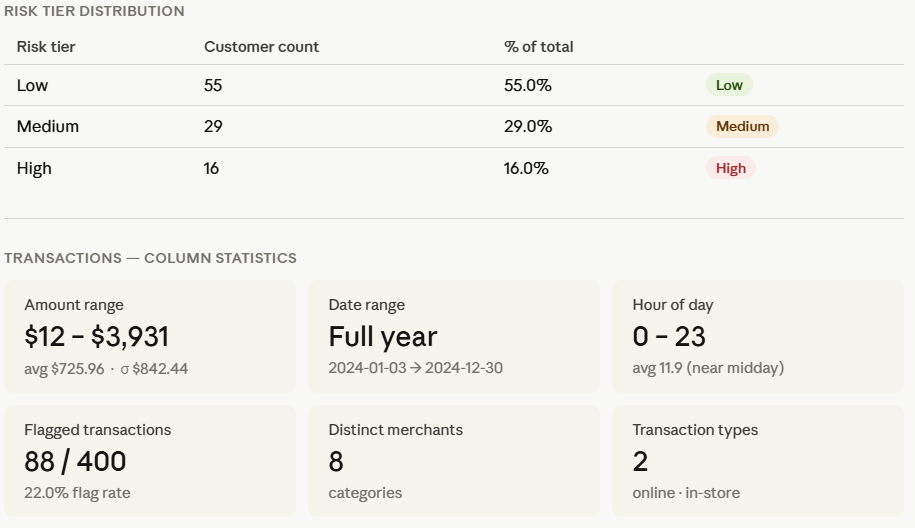 RISK TIER DISTRIBUTION
Risk tier Customer count % of total
Low 55 55.0% Low
Medium 29 29.0% Medium
High 16 16.0% High
TRANSACTIONS — COLUMN STATISTICS
Amount range
$12 – $3,931
avg $725.96 · σ $842.44
Date range
Full year
2024-01-03 → 2024-12-30
Hour of day
0 – 23
avg 11.9 (near midday)
Flagged transactions
88 / 400
22.0% flag rate
Distinct merchants
8
categories
Transaction types
2
online · in-store